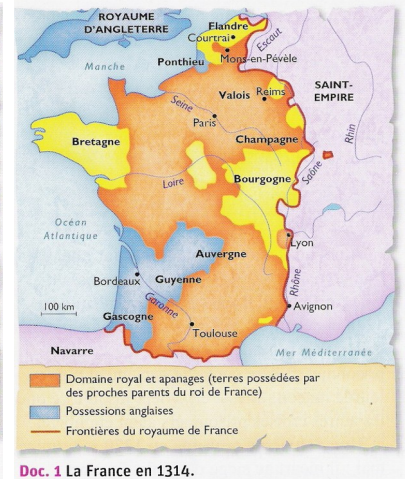 ROYAUME
D'ANGLETERRE
Flandre
Courtrai
Escaut
Manche
Ponthieu
Mons-en-Pévèle
Valois
Reims
SAINT-
EMPIRE
Seine
Paris
Rhin
Bretagne
Champagne
Saône
Loire
Bourgogne
Océan
Atlantique
Lyon
Auvergne
Bordeaux
Guyenne
Rhône
100 km
Garonne
Avignon
Gascogne
Toulouse
Navarre
Mer Méditerranée
Domaine royal et apanages (terres possédées par
des proches parents du roi de France)
Possessions anglaises
Frontières du royaume de France
Doc. 1 La France en 1314.